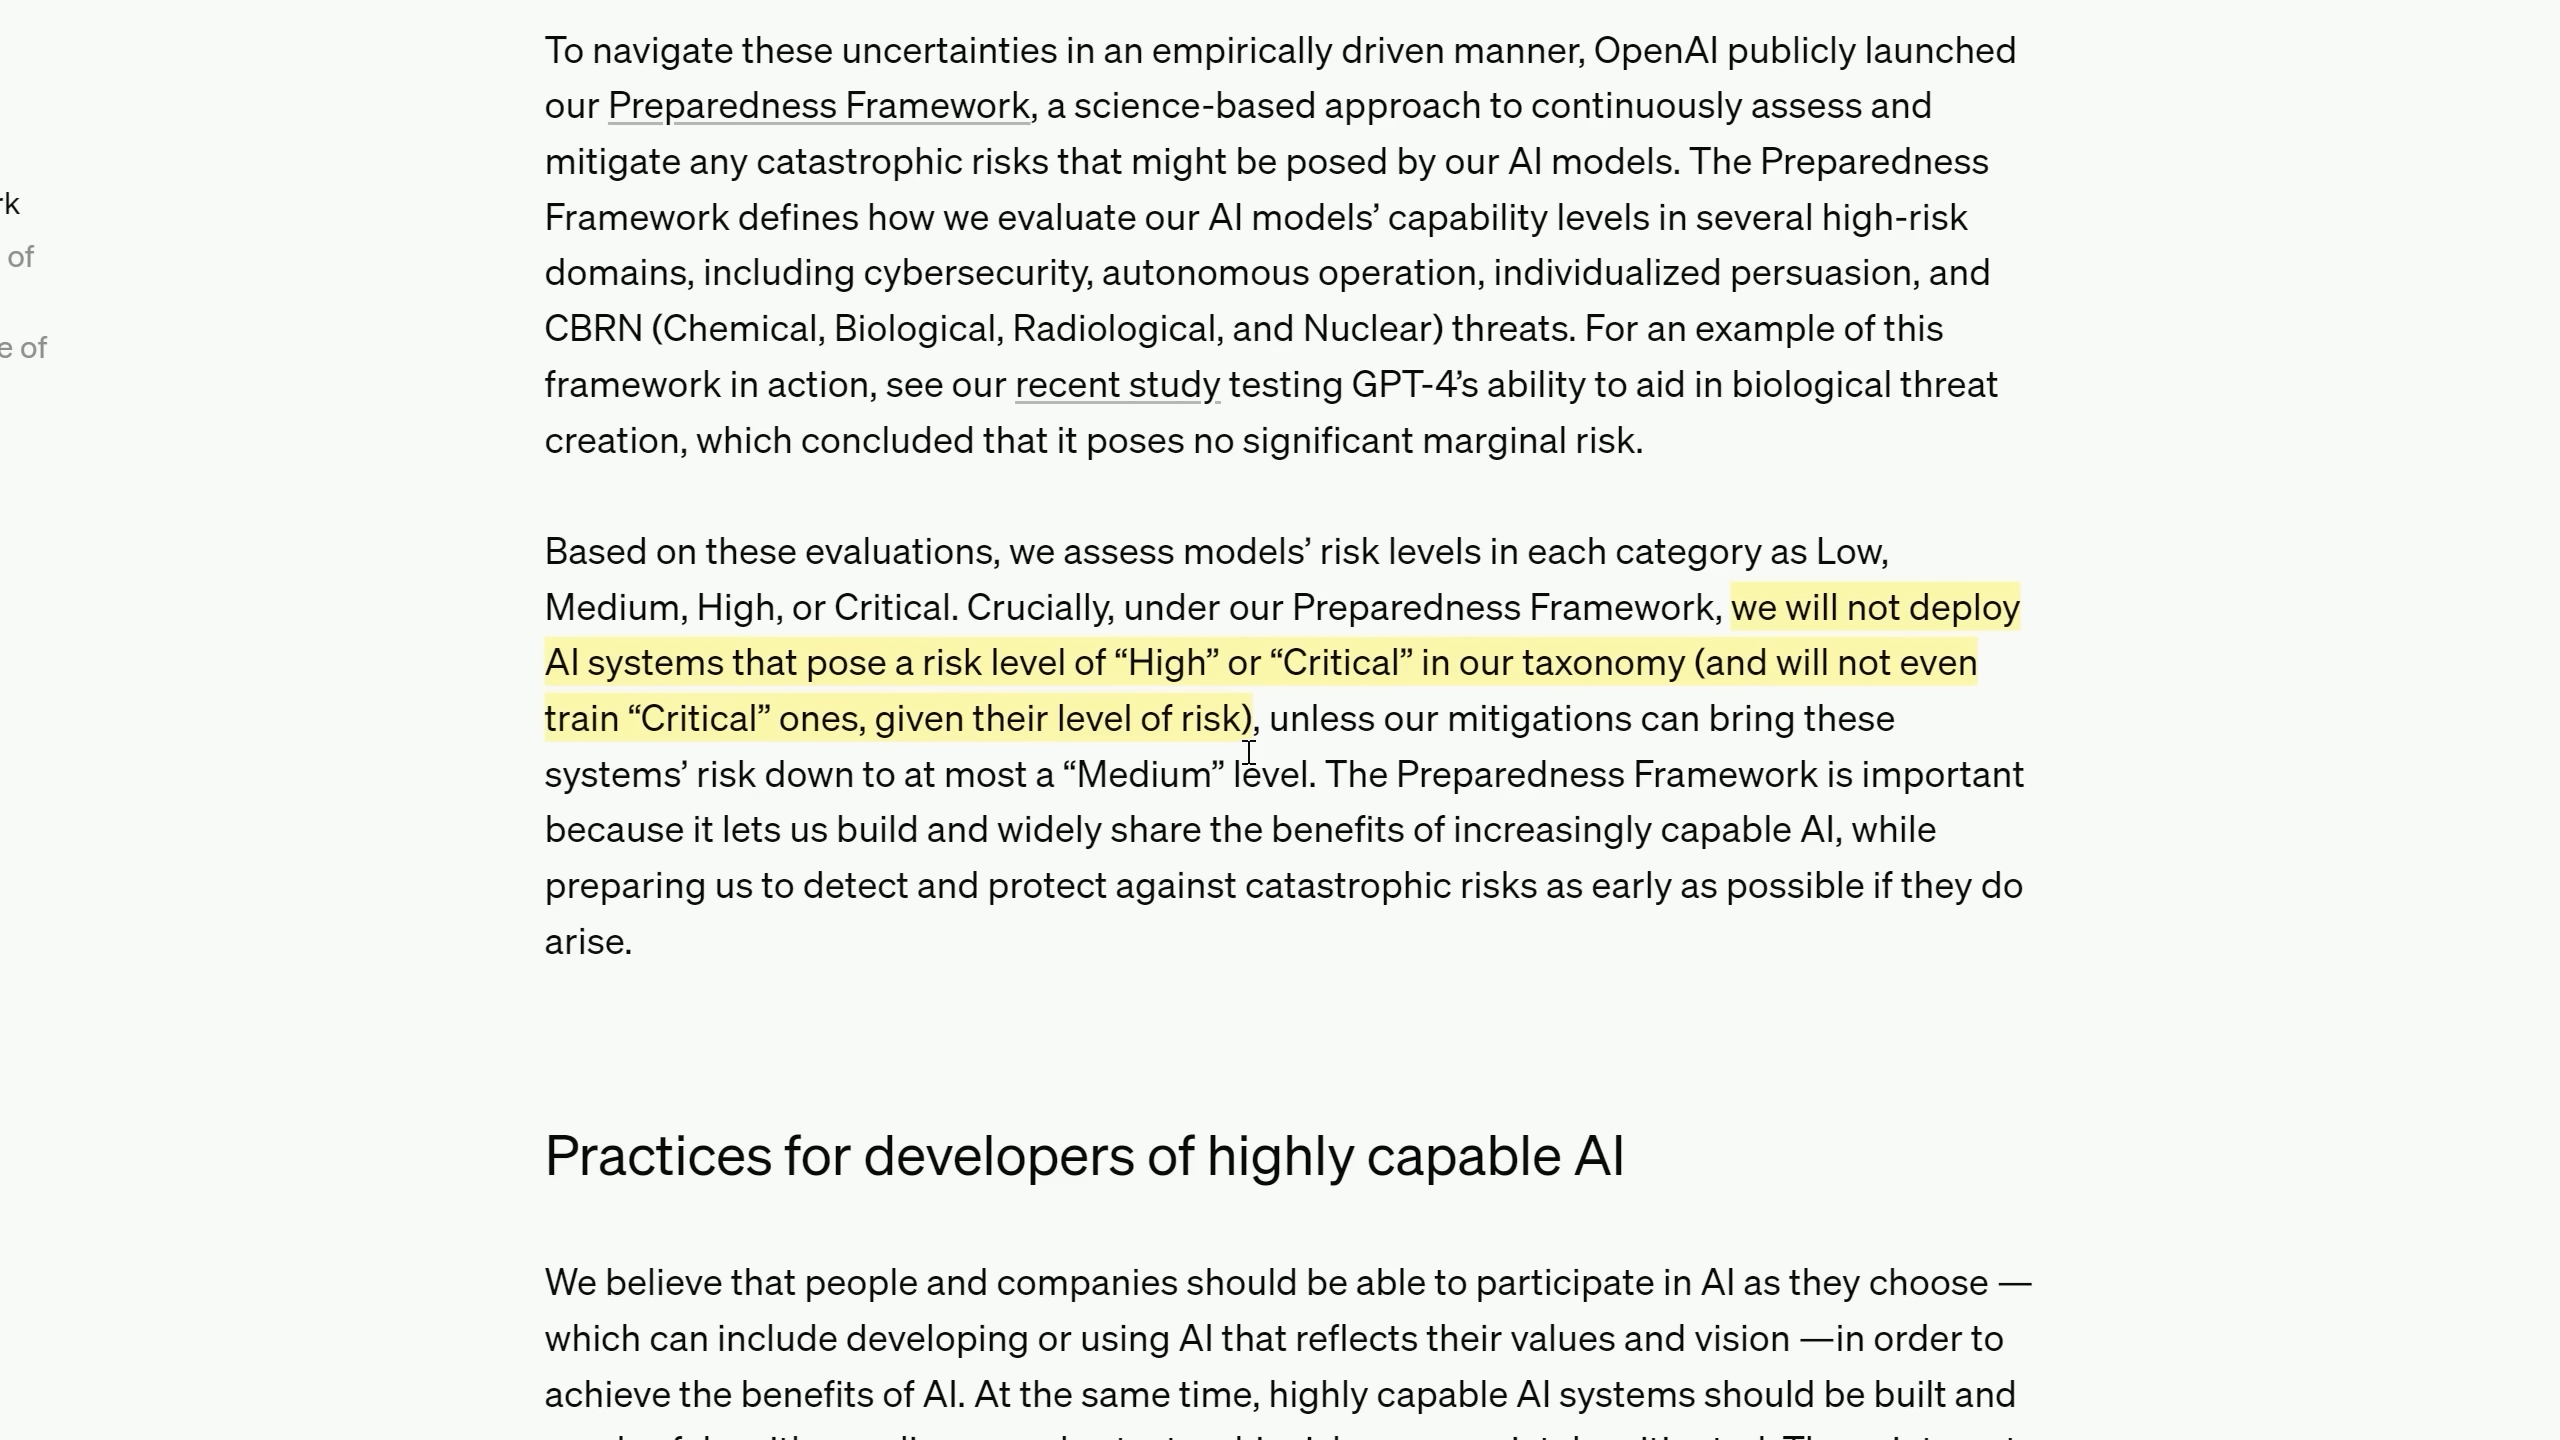 To navigate these uncertainties in an empirically driven manner, OpenAI publicly launched
our Preparedness Framework, a science-based approach to continuously assess and
mitigate any catastrophic risks that might be posed by our AI models. The Preparedness
Framework defines how we evaluate our AI models’ capability levels in several high-risk
domains, including cybersecurity, autonomous operation, individualized persuasion, and
CBRN (Chemical, Biological, Radiological, and Nuclear) threats. For an example of this
framework in action, see our recent study testing GPT-4’s ability to aid in biological threat
creation, which concluded that it poses no significant marginal risk.
rk
of
e of
Based on these evaluations, we assess models’ risk levels in each category as Low,
Medium, High, or Critical. Crucially, under our Preparedness Framework, we will not deploy
AI systems that pose a risk level of “High” or “Critical” in our taxonomy (and will not even
train “Critical” ones, given their level of risk), unless our mitigations can bring these
systems’ risk down to at most a “Medium” level. The Preparedness Framework is important
because it lets us build and widely share the benefits of increasingly capable AI, while
preparing us to detect and protect against catastrophic risks as early as possible if they do
arise.
Practices for developers of highly capable AI
We believe that people and companies should be able to participate in AI as they choose —
which can include developing or using AI that reflects their values and vision —in order to
achieve the benefits of AI. At the same time, highly capable AI systems should be built and